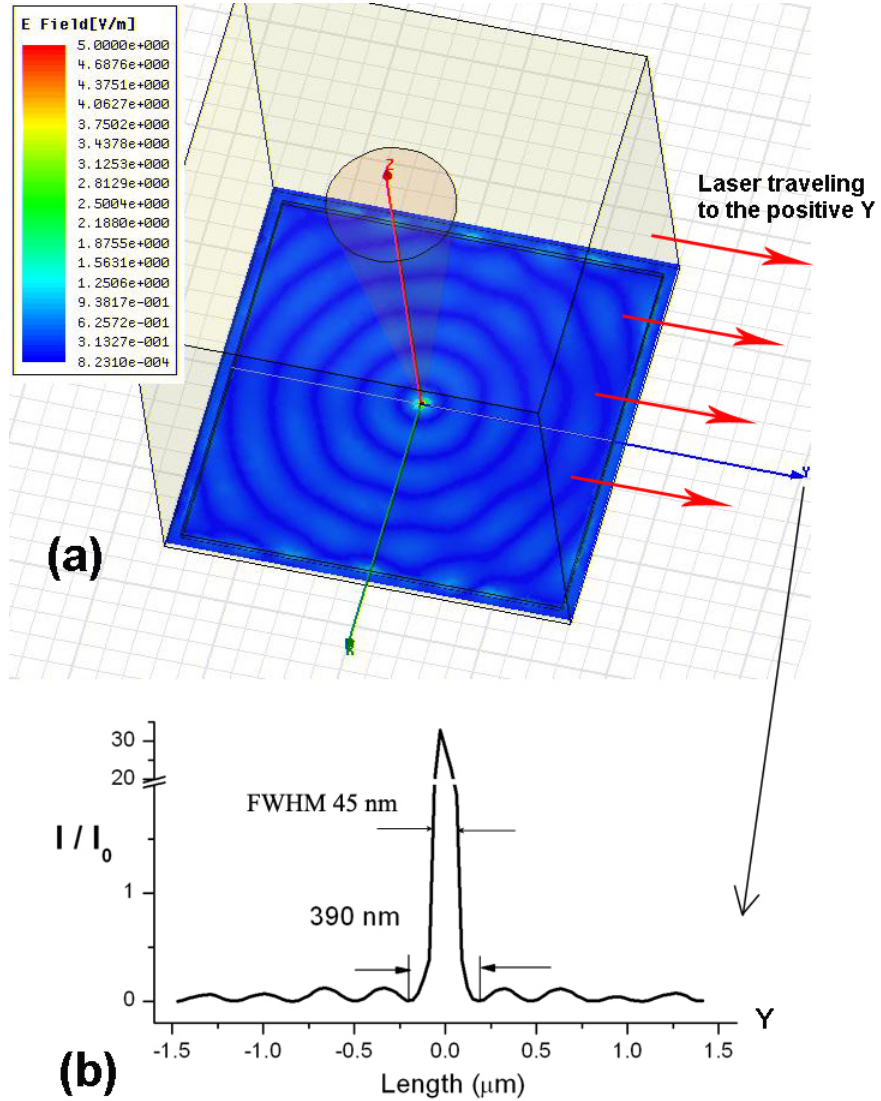 E Field[V/m]
5.0000e+000
4.6876e+000
4.3751e+000
4.0627e+000
3.7502e+000
3.4378e+000
3.1253e+000
2.8129e+000
2.5004e+000
2.1880e+000
1.8755e+000
1.5631e+000
1.2506e+000
9.3817e-001
6.2572e-001
3.1327e-001
8.2310e-004
Z
Laser traveling
to the positive Y
Y
(a)
30
20
FWHM 45 nm
I / I0
1
390 nm
0
Y
-1.5 -1.0 -0.5 0.0 0.5 1.0 1.5
(b)
Length (μm)